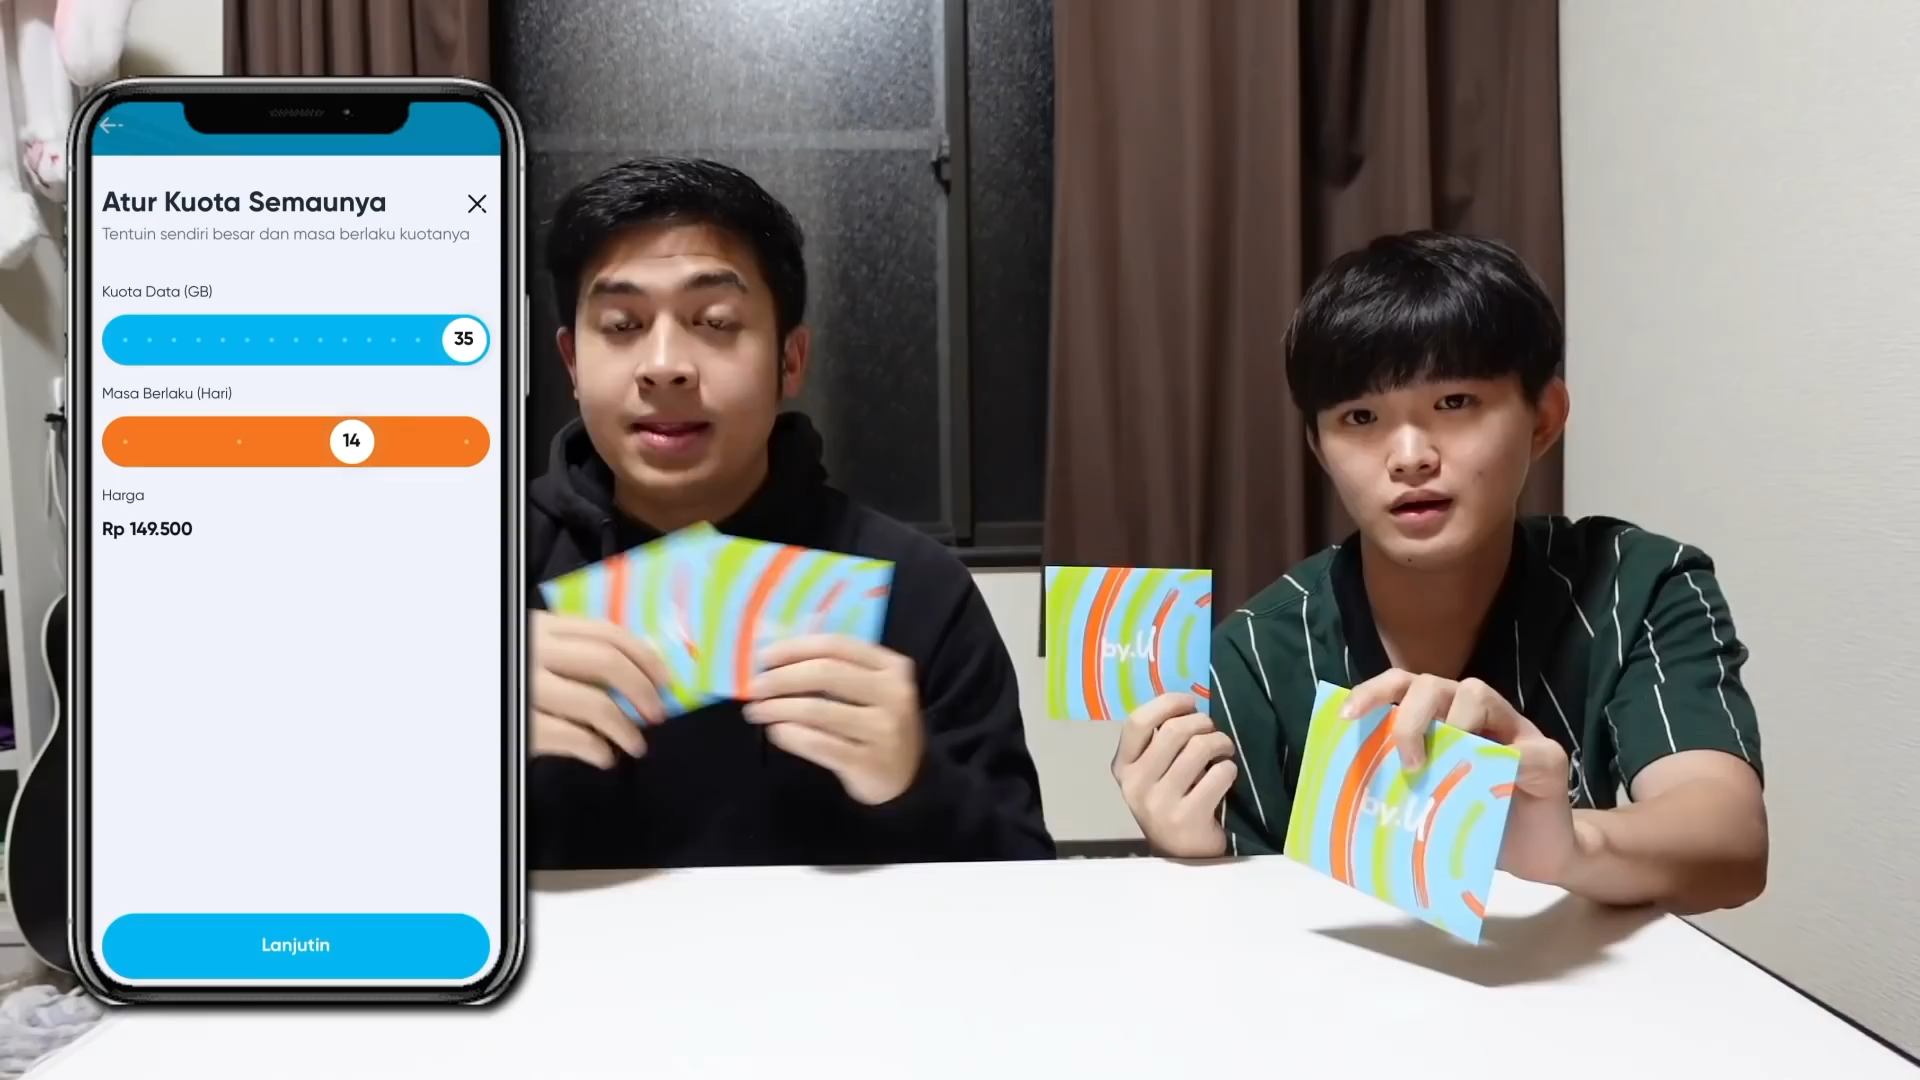 Atur Kuota Semaunya
Tentuin sendiri besar dan masa berlaku kuotanya
Kuota Data (GB)
35
Masa Berlaku (Hari)
14
Harga
Rp 149.500
Lanjutin
by.U
by.U